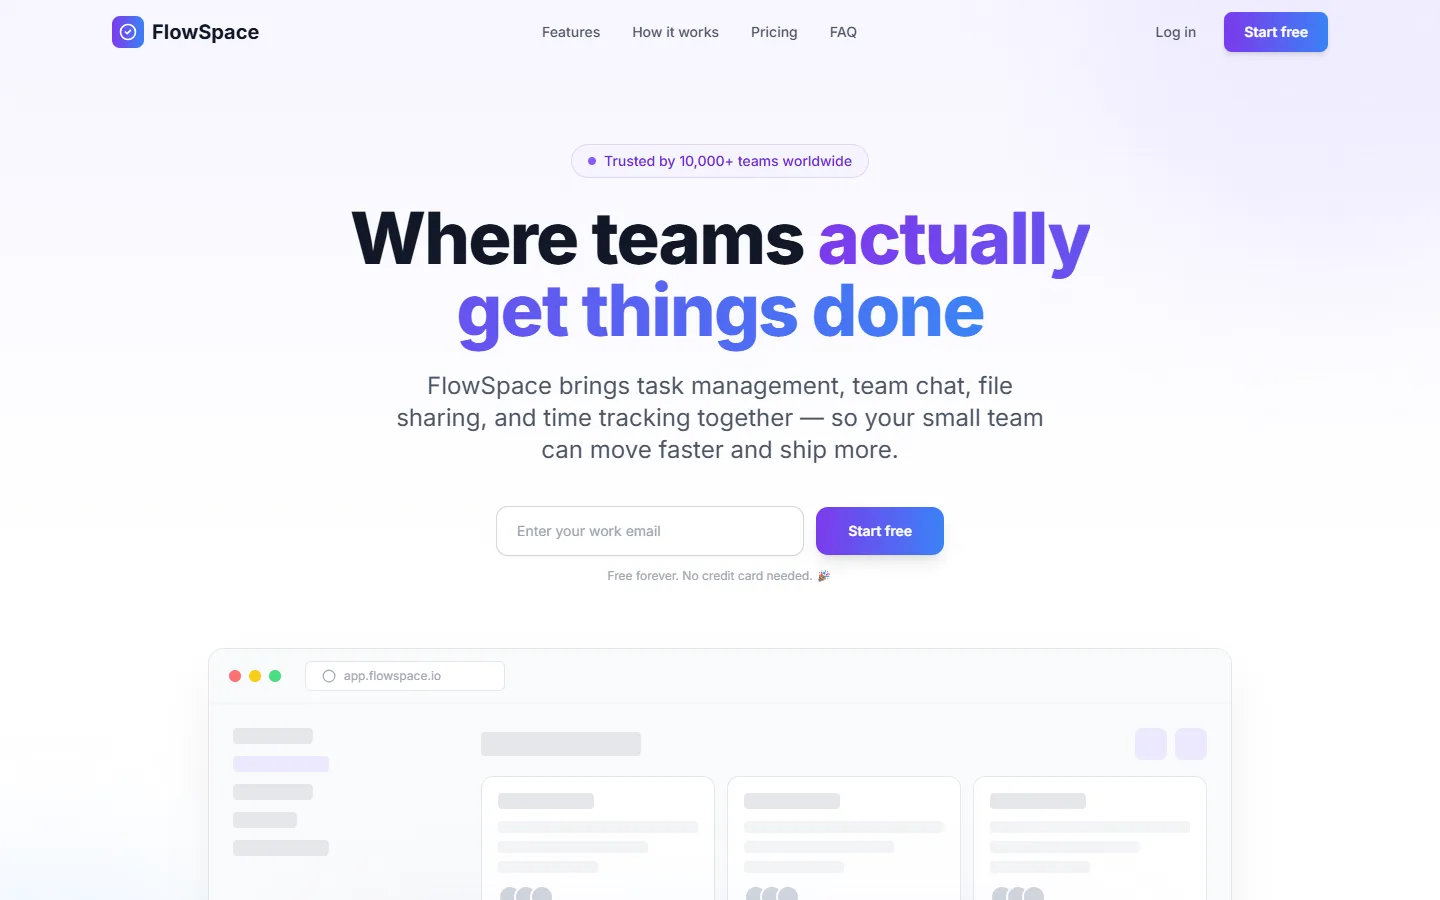 FlowSpace
Features
How it works
Pricing
FAQ
Log in
Start free
Trusted by 10,000+ teams worldwide
Where teams actually
get things done
FlowSpace brings task management, team chat, file
sharing, and time tracking together — so your small team
can move faster and ship more.
Enter your work email
Start free
Free forever. No credit card needed. 🎉
app.flowspace.io